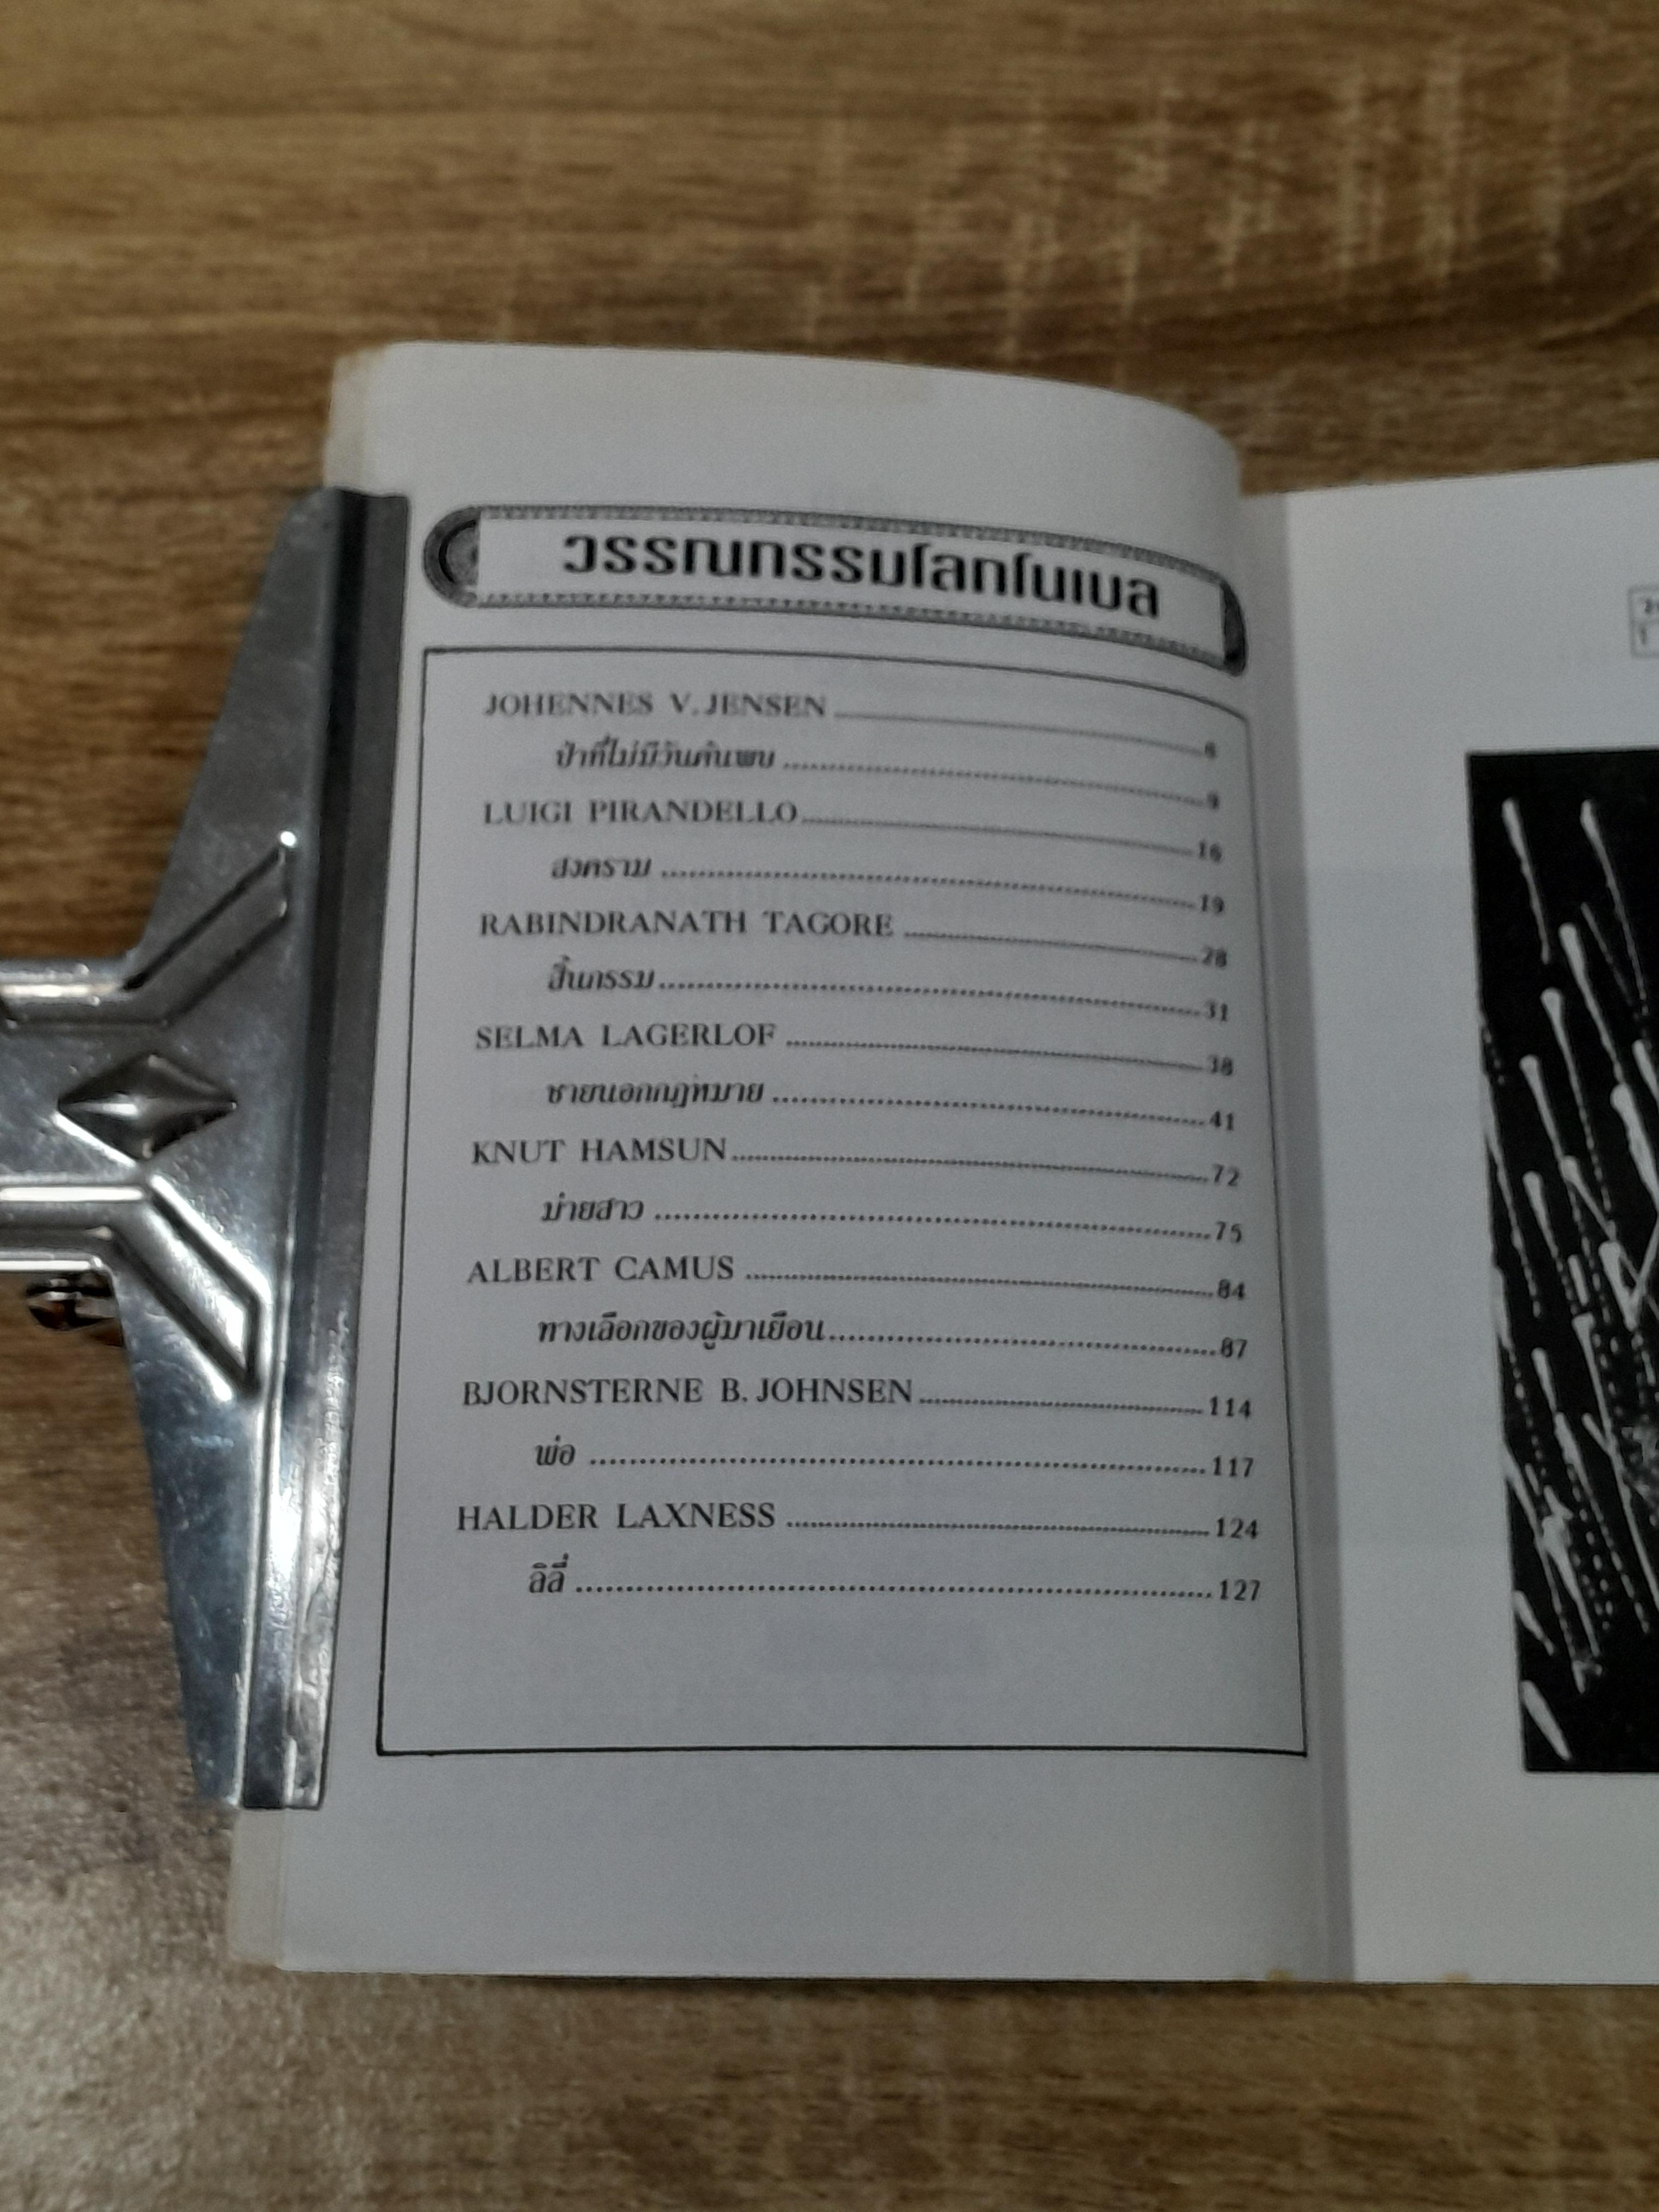 วรรณกรรมโลกโนเบล
JOHENNES V. JENSEN 6
ป่าที่ไม่มีวันค้นพบ 9
LUIGI PIRANDELLO 16
สงคราม 19
RABINDRANATH TAGORE 28
สิ้นกรรม 31
SELMA LAGERLOF 38
ชายนอกกฎหมาย 41
KNUT HAMSUN 72
ม่ายสาว 75
ALBERT CAMUS 84
ทางเลือกของผู้มาเยือน 87
BJORNSTERNE B. JOHNSEN 114
พ่อ 117
HALDER LAXNESS 124
ลิลี่ 127